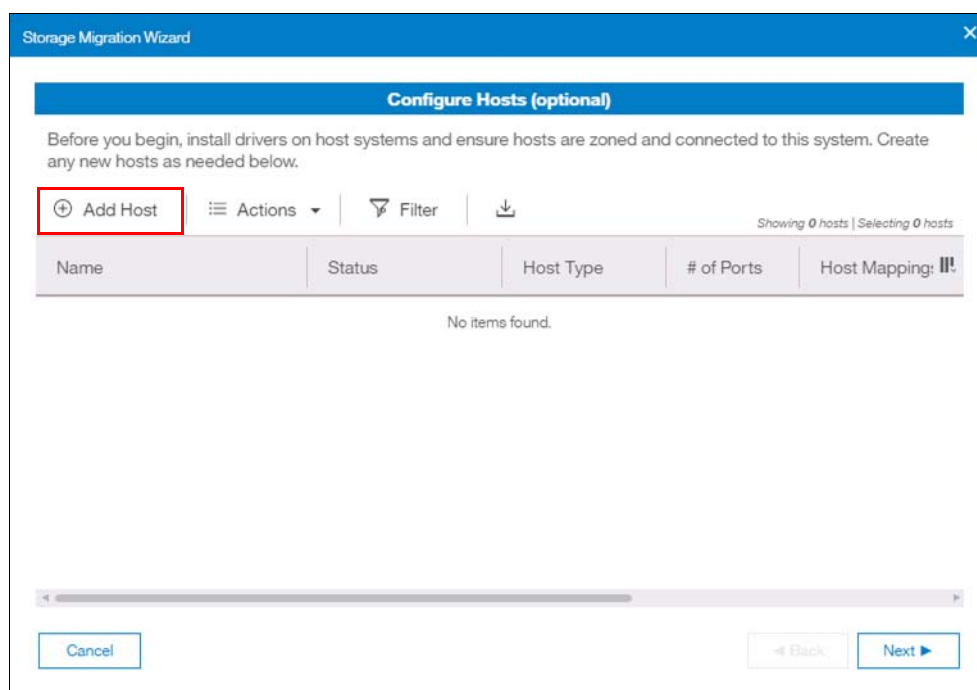 Storage Migration Wizard
Configure Hosts (optional)
Before you begin, install drivers on host systems and ensure hosts are zoned and connected to this system. Create
any new hosts as needed below.
Add Host Actions Filter
Showing 0 hosts | Selecting 0 hosts
Name Status Host Type # of Ports Host Mappings
No items found.
Cancel Back Next